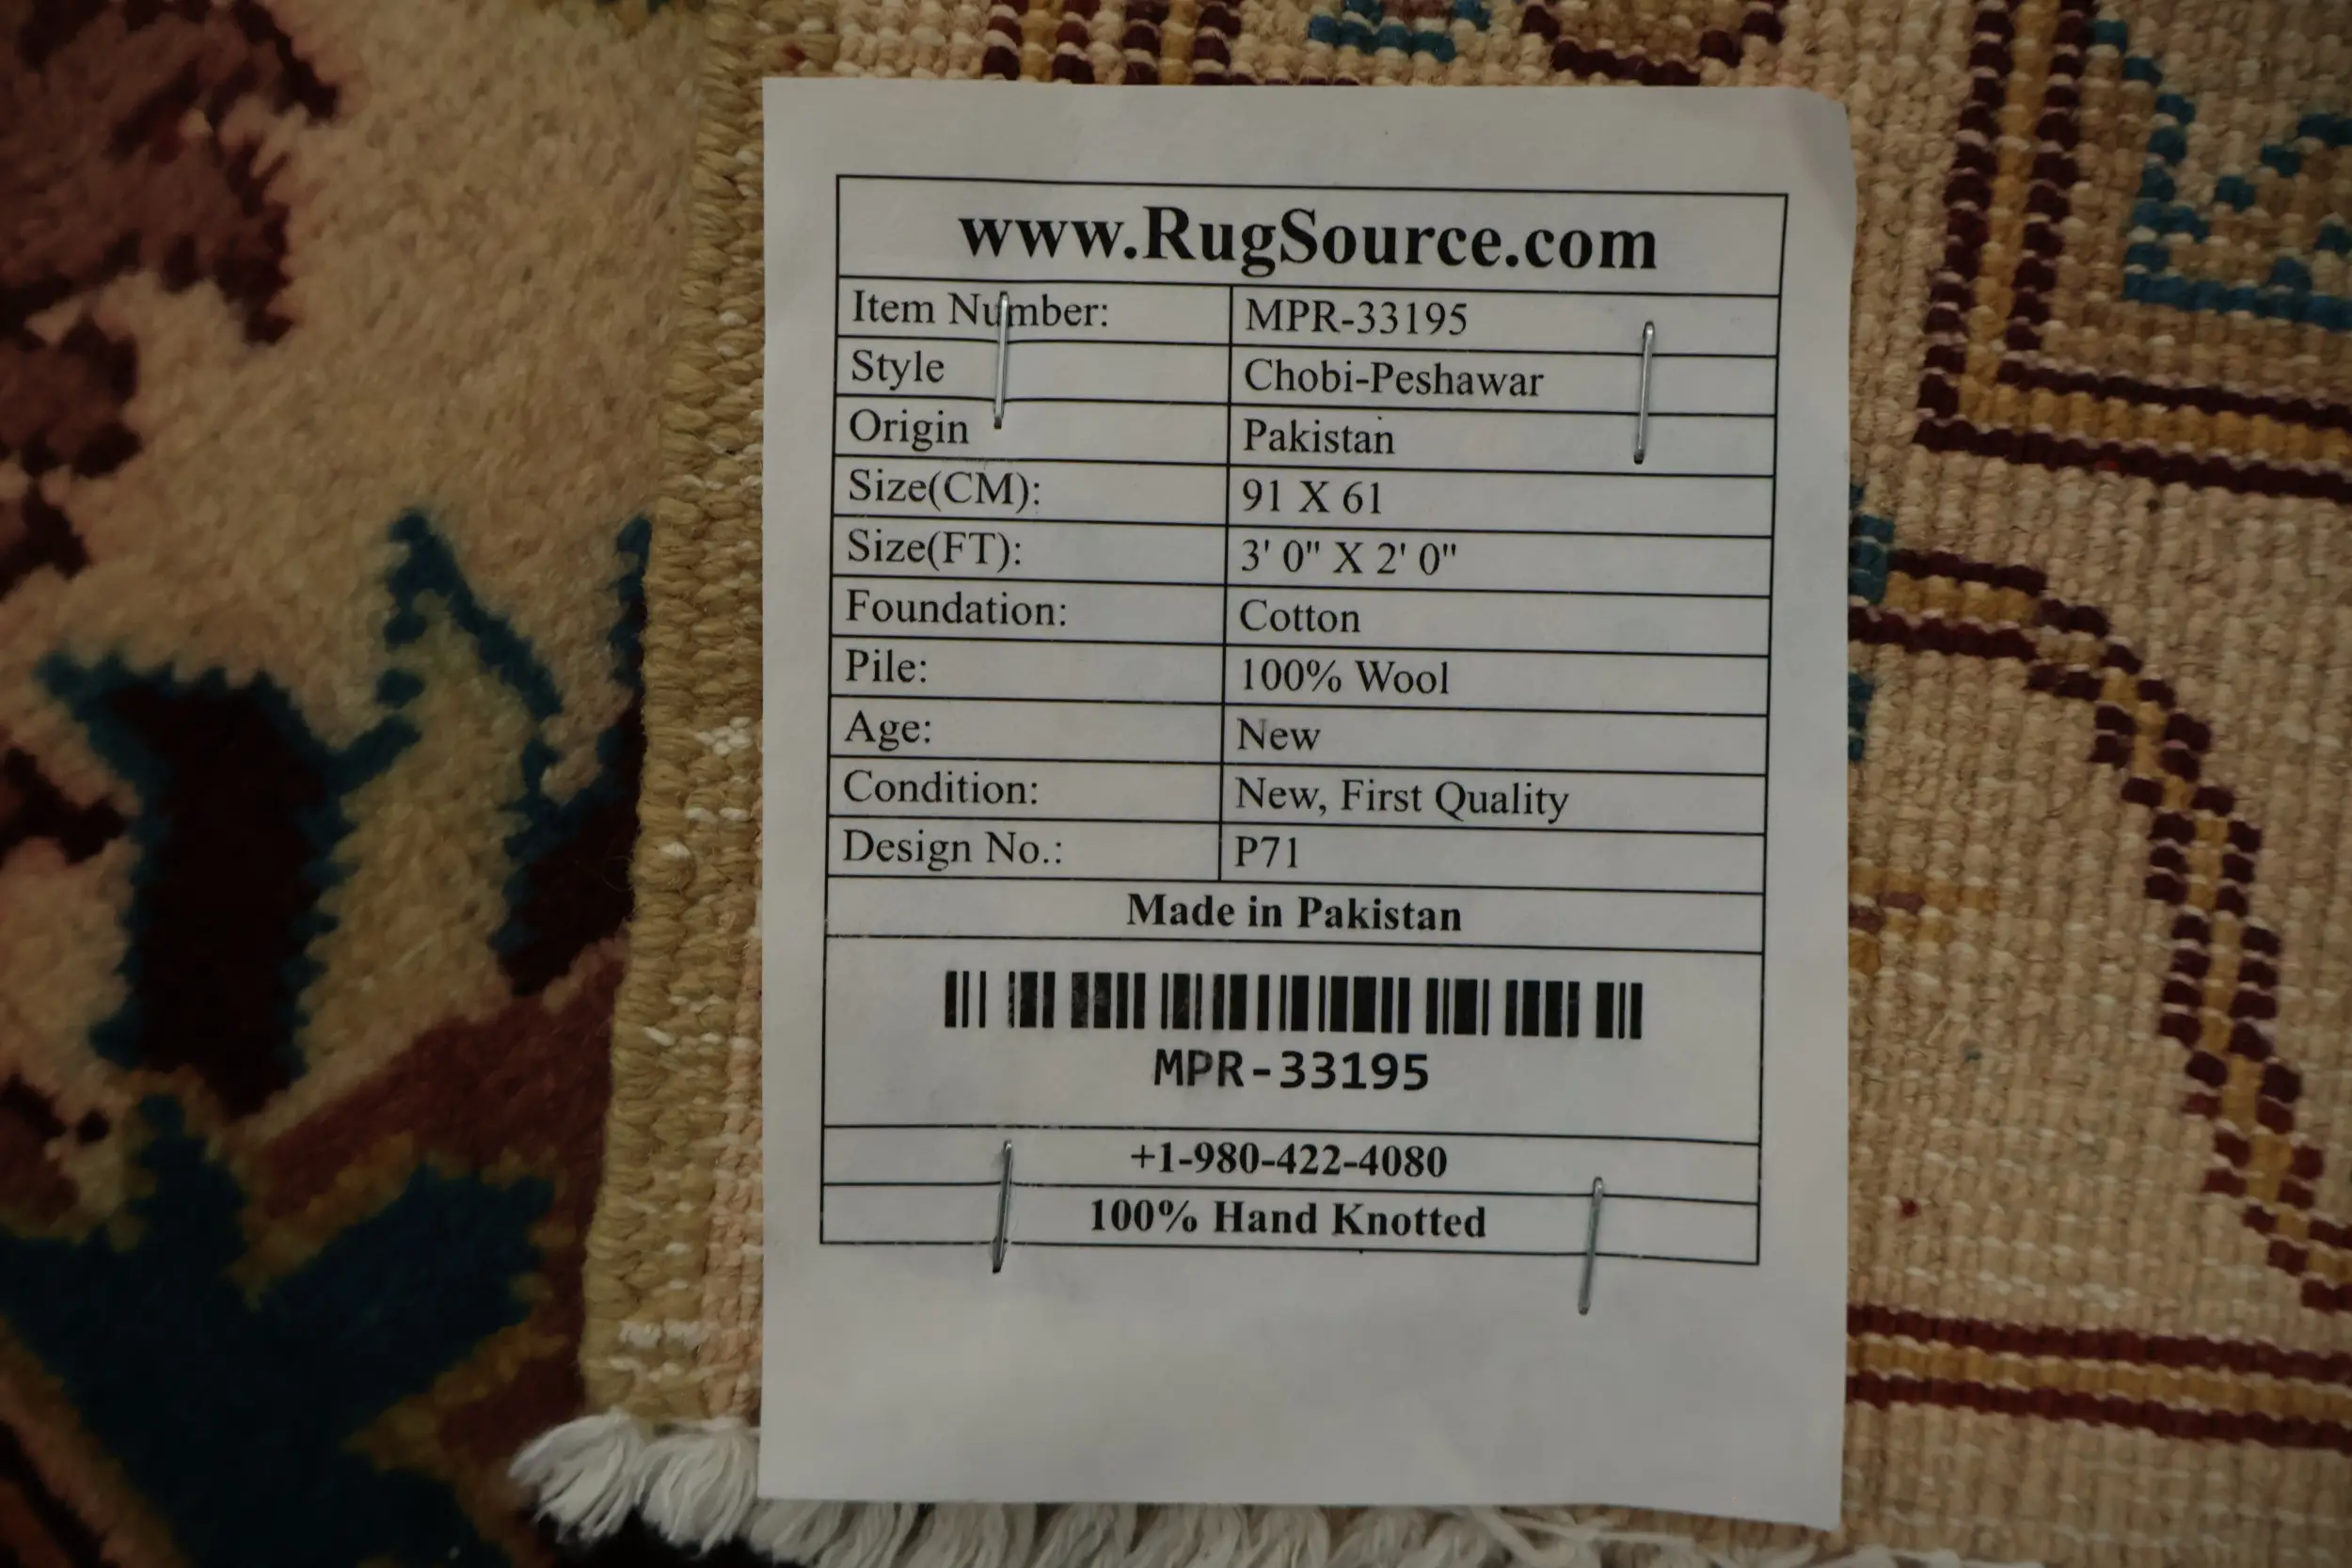 www.RugSource.com
Item Number: MPR-33195
Style Chobi-Peshawar
Origin Pakistan
Size(CM): 91 X 61
Size(FT): 3' 0" X 2' 0"
Foundation: Cotton
Pile: 100% Wool
Age: New
Condition: New, First Quality
Design No.: P71
Made in Pakistan
MPR-33195
+1-980-422-4080
100% Hand Knotted